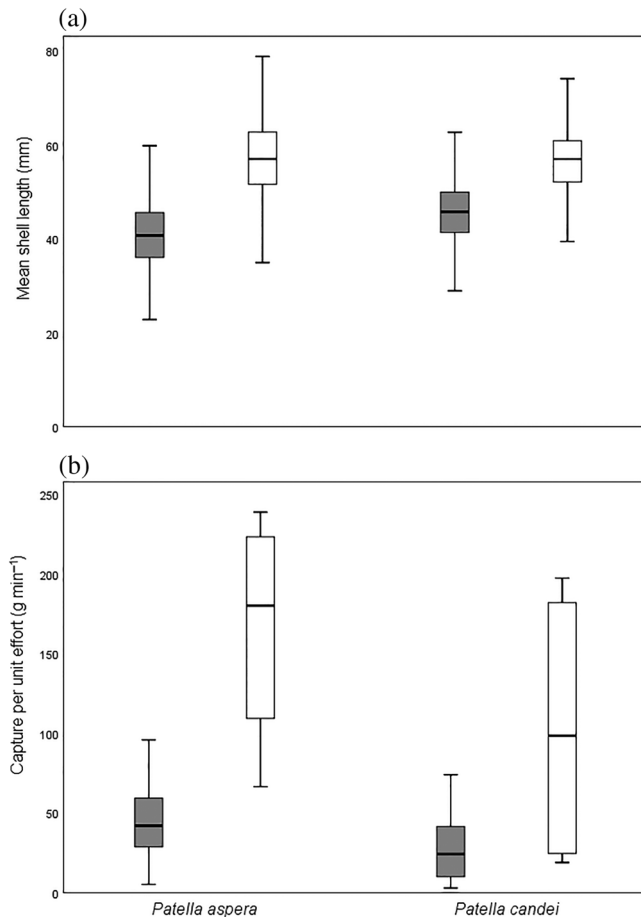 (a)
80
60
40
20
0
Mean shell length (mm)
(b)
250
200
150
100
50
0
Capture per unit effort (g min⁻¹)
Patella aspera
Patella candei